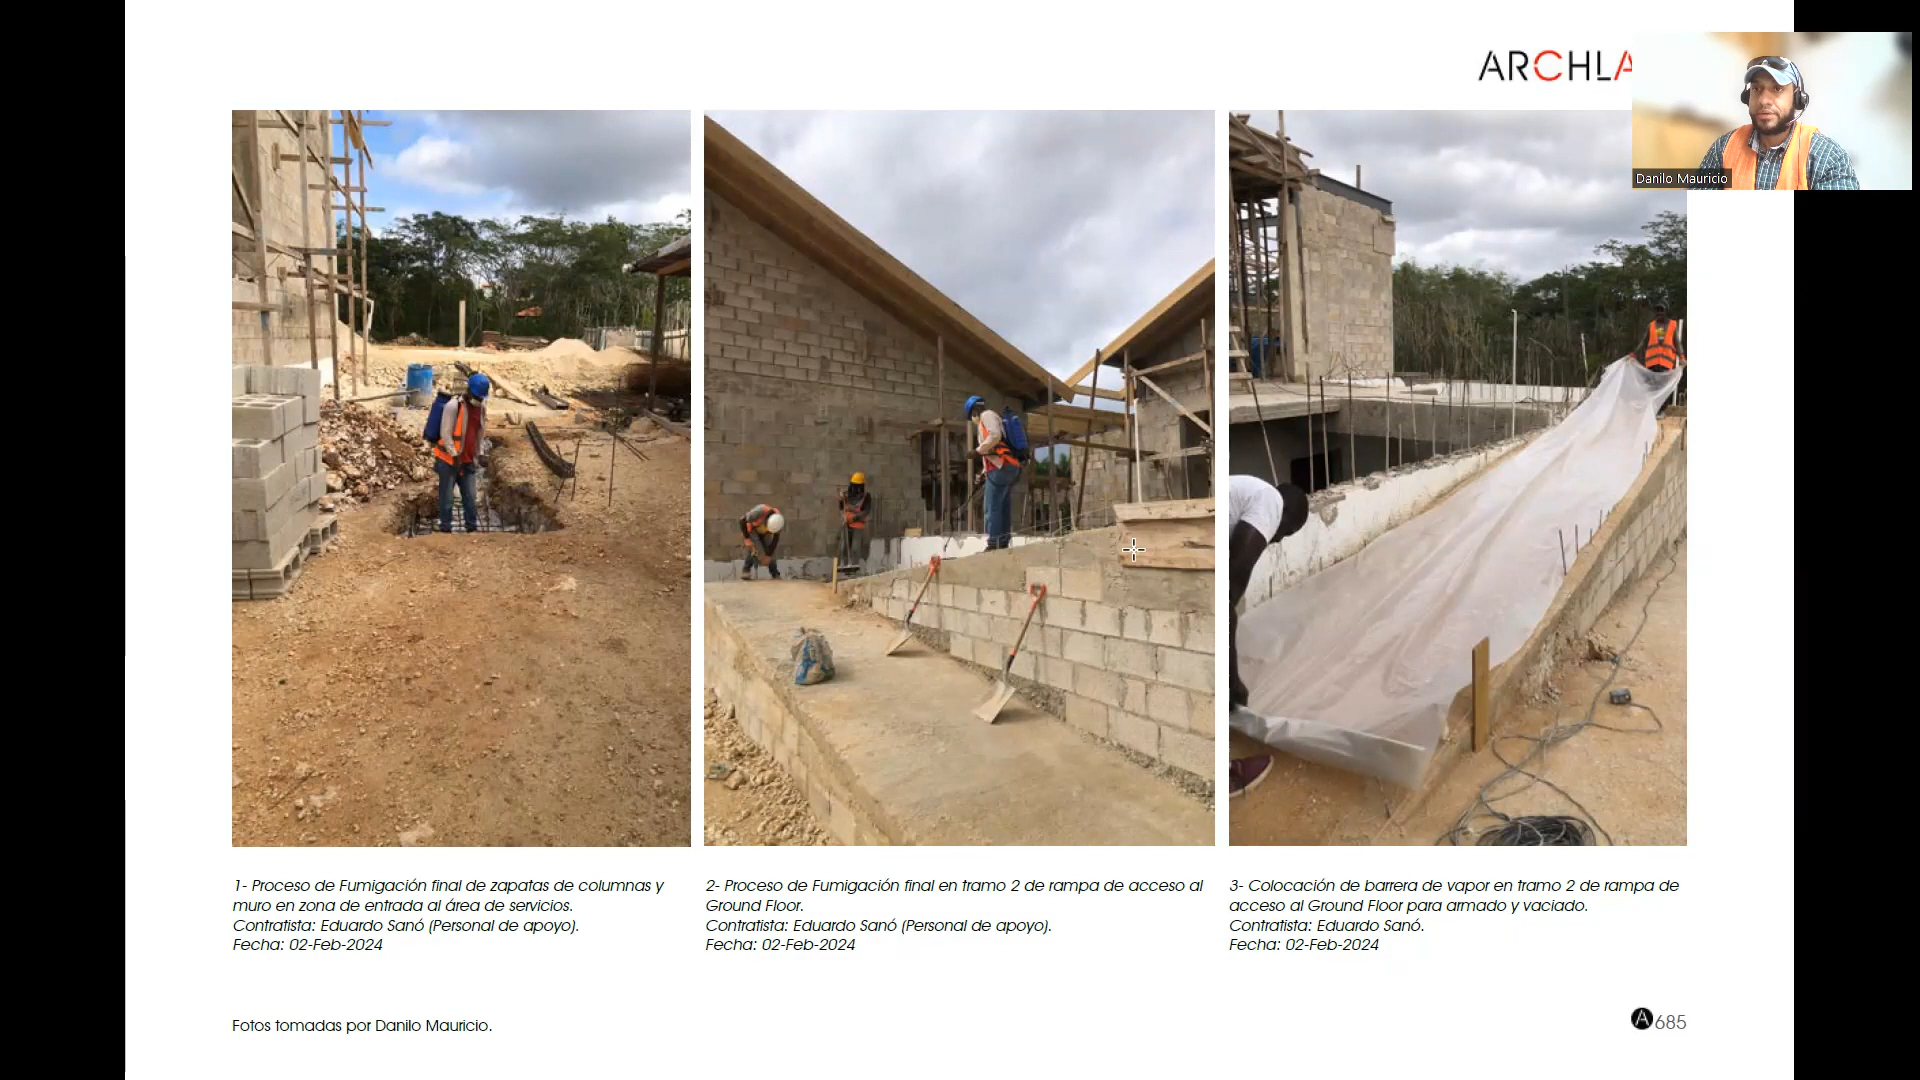 ARCHLA
Danilo Mauricio
1- Proceso de Fumigación final de zapatas de columnas y
muro en zona de entrada al área de servicios.
Contratista: Eduardo Sanó (Personal de apoyo).
Fecha: 02-Feb-2024
2- Proceso de Fumigación final en tramo 2 de rampa de acceso al
Ground Floor.
Contratista: Eduardo Sanó (Personal de apoyo).
Fecha: 02-Feb-2024
3- Colocación de barrera de vapor en tramo 2 de rampa de
acceso al Ground Floor para armado y vaciado.
Contratista: Eduardo Sanó.
Fecha: 02-Feb-2024
Fotos tomadas por Danilo Mauricio.
A 685